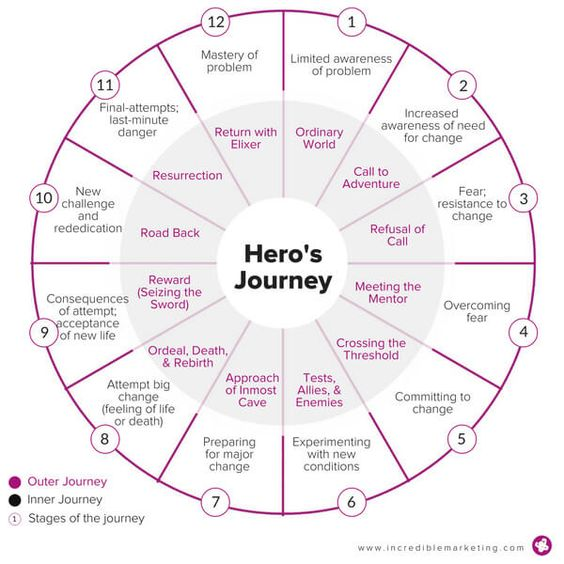 Hero's
Journey
1
Limited awareness
of problem
Ordinary
World
2
Increased
awareness of need
for change
Call to
Adventure
3
Fear;
resistance to
change
Refusal of
Call
4
Overcoming
fear
Meeting the
Mentor
5
Committing to
change
Crossing the
Threshold
6
Experimenting
with new
conditions
Tests,
Allies, &
Enemies
7
Preparing
for major
change
Approach
of Inmost
Cave
8
Attempt big
change
(feeling of life
or death)
Ordeal, Death,
& Rebirth
9
Consequences
of attempt;
acceptance
of new life
Reward
(Seizing the
Sword)
10
New
challenge
and
rededication
Road Back
11
Final-attempts;
last-minute
danger
Resurrection
12
Mastery of
problem
Return with
Elixer
Outer Journey
Inner Journey
1 Stages of the journey
www.incrediblemarketing.com